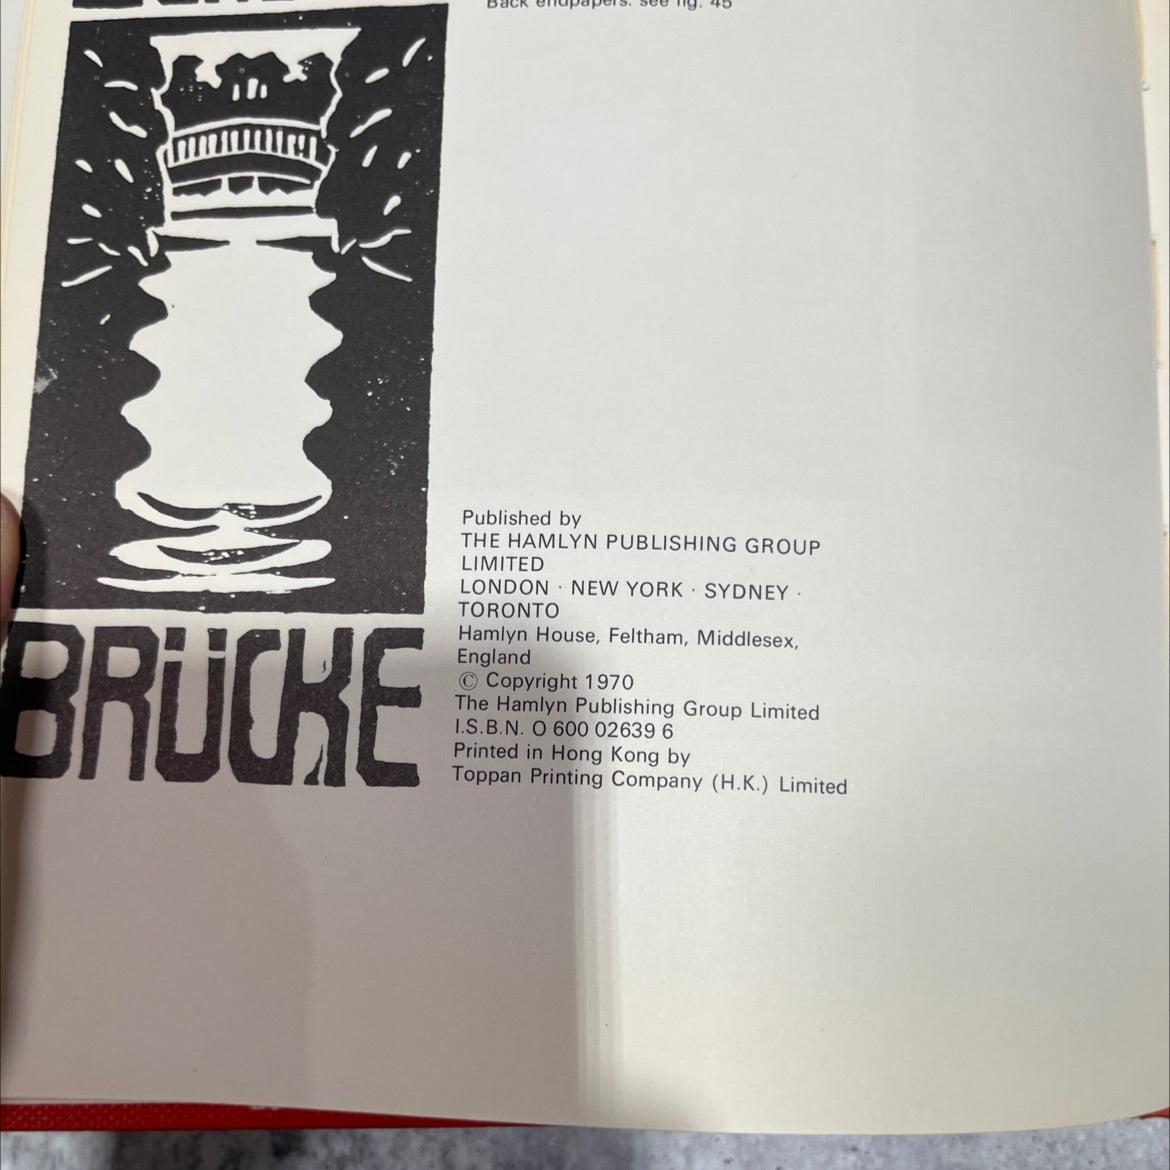 Back endpapers: see fig. 45
BRÜCKE
Published by
THE HAMLYN PUBLISHING GROUP
LIMITED
LONDON · NEW YORK · SYDNEY ·
TORONTO
Hamlyn House, Feltham, Middlesex,
England
© Copyright 1970
The Hamlyn Publishing Group Limited
I.S.B.N. O 600 02639 6
Printed in Hong Kong by
Toppan Printing Company (H.K.) Limited